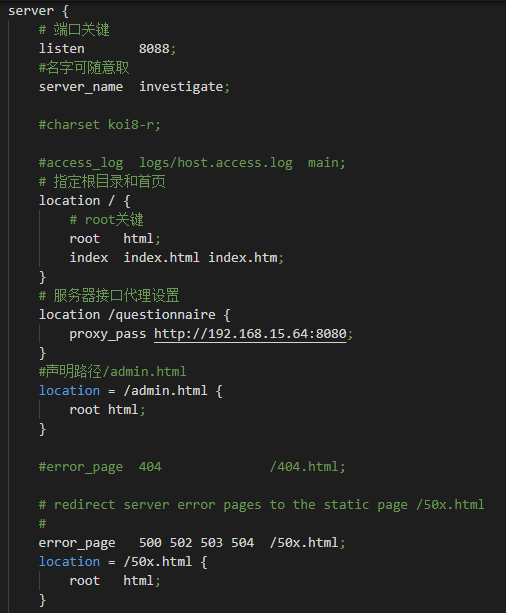 server {
# 端口关键
listen 8088;
#名字可随意取
server_name investigate;
#charset koi8-r;
#access_log logs/host.access.log main;
# 指定根目录和首页
location / {
# root关键
root html;
index index.html index.htm;
}
# 服务器接口代理设置
location /questionnaire {
proxy_pass http://192.168.15.64:8080;
}
#声明路径/admin.html
location = /admin.html {
root html;
}
#error_page 404 /404.html;
# redirect server error pages to the static page /50x.html
#
error_page 500 502 503 504 /50x.html;
location = /50x.html {
root html;
}